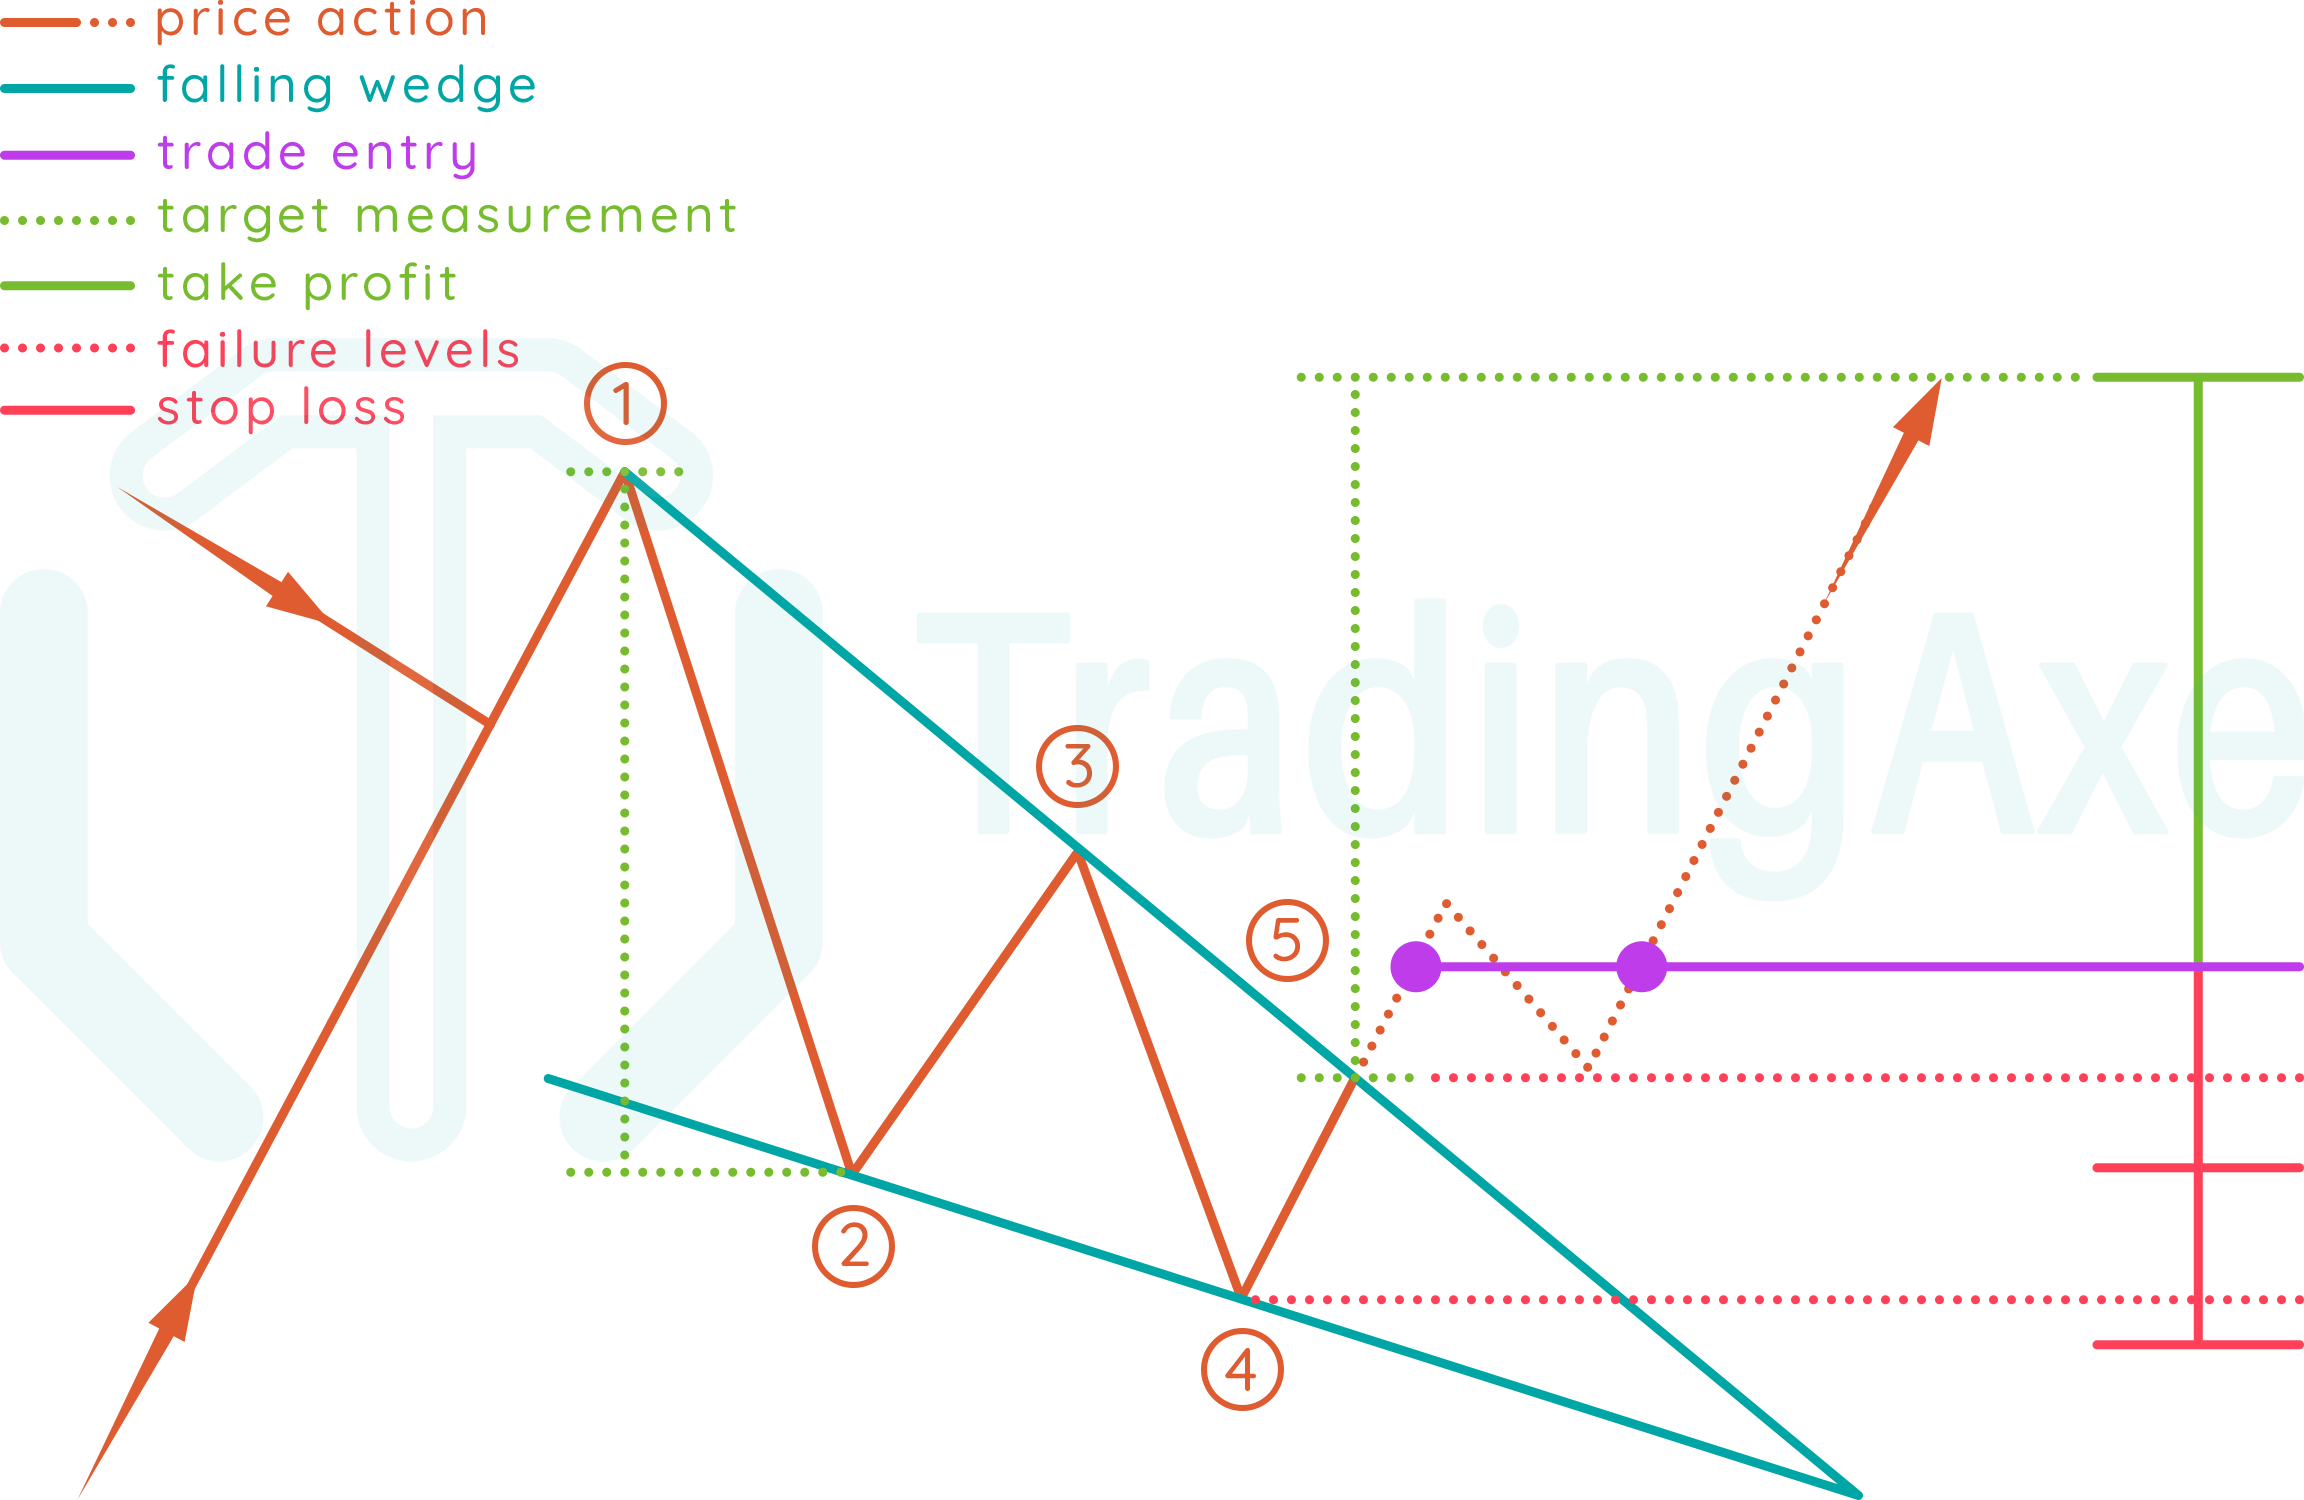 price action
falling wedge
trade entry
target measurement
take profit
failure levels
stop loss
1
3
TradingAxe
5
2
4